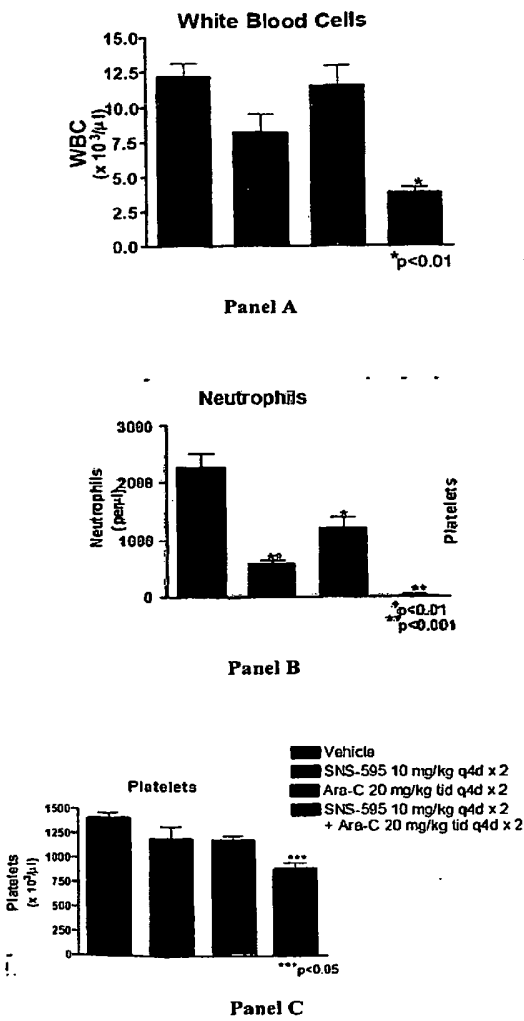 White Blood Cells
15.0
12.5
10.0
7.5
5.0
2.5
0.0
WBC
(x 10³/µl)
*
*p<0.01
Panel A
Neutrophils
3000
2000
1000
0
Neutrophils
(per µl)
**
*
**
Platelets
*p<0.01
**p<0.001
Panel B
Vehicle
SNS-595 10 mg/kg q4d x 2
Ara-C 20 mg/kg tid q4d x 2
SNS-595 10 mg/kg q4d x 2
+ Ara-C 20 mg/kg tid q4d x 2
Platelets
1500
1250
1000
750
500
250
0
Platelets
(x 10³/µl)
***
***p<0.05
Panel C